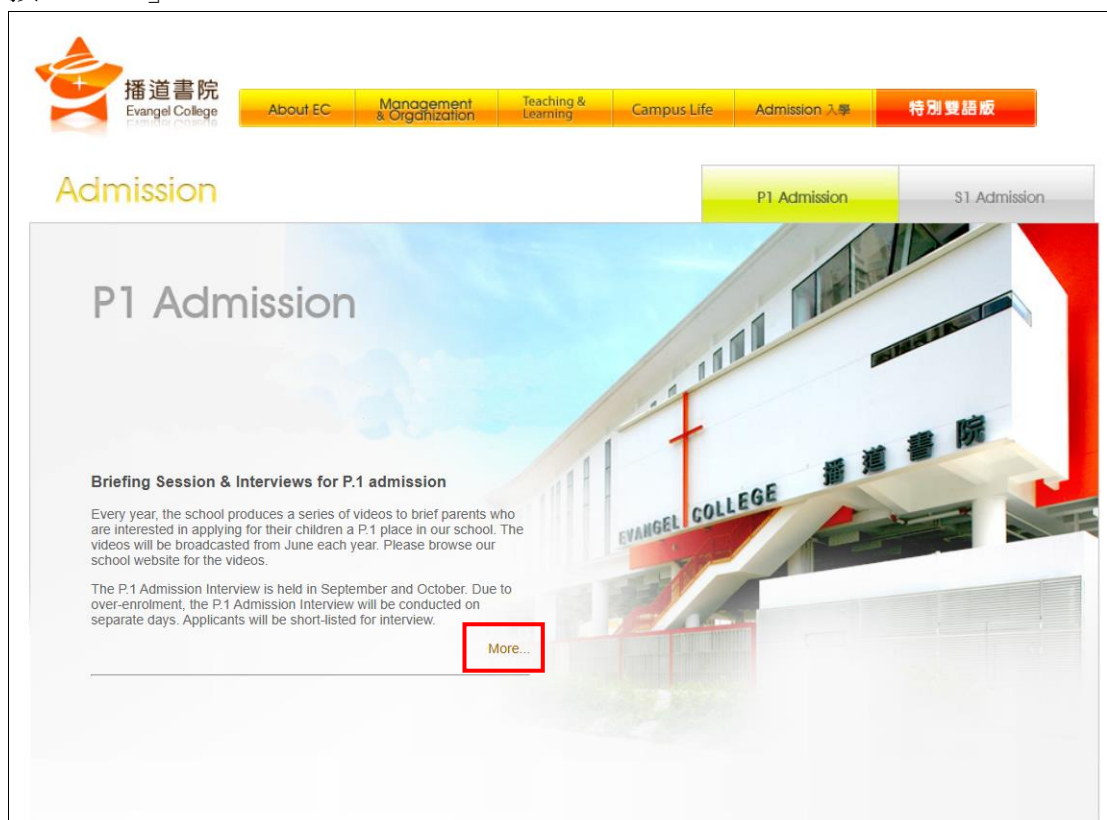 播道書院
Evangel College
About EC
Management
& Organization
Teaching &
Learning
Campus Life
Admission 入學
特別雙語版
Admission
P1 Admission
S1 Admission
P1 Admission
EVANGEL COLLEGE 播道書院
Briefing Session & Interviews for P.1 admission
Every year, the school produces a series of videos to brief parents who
are interested in applying for their children a P.1 place in our school. The
videos will be broadcasted from June each year. Please browse our
school website for the videos.
The P.1 Admission Interview is held in September and October. Due to
over-enrolment, the P.1 Admission Interview will be conducted on
separate days. Applicants will be short-listed for interview.
More...